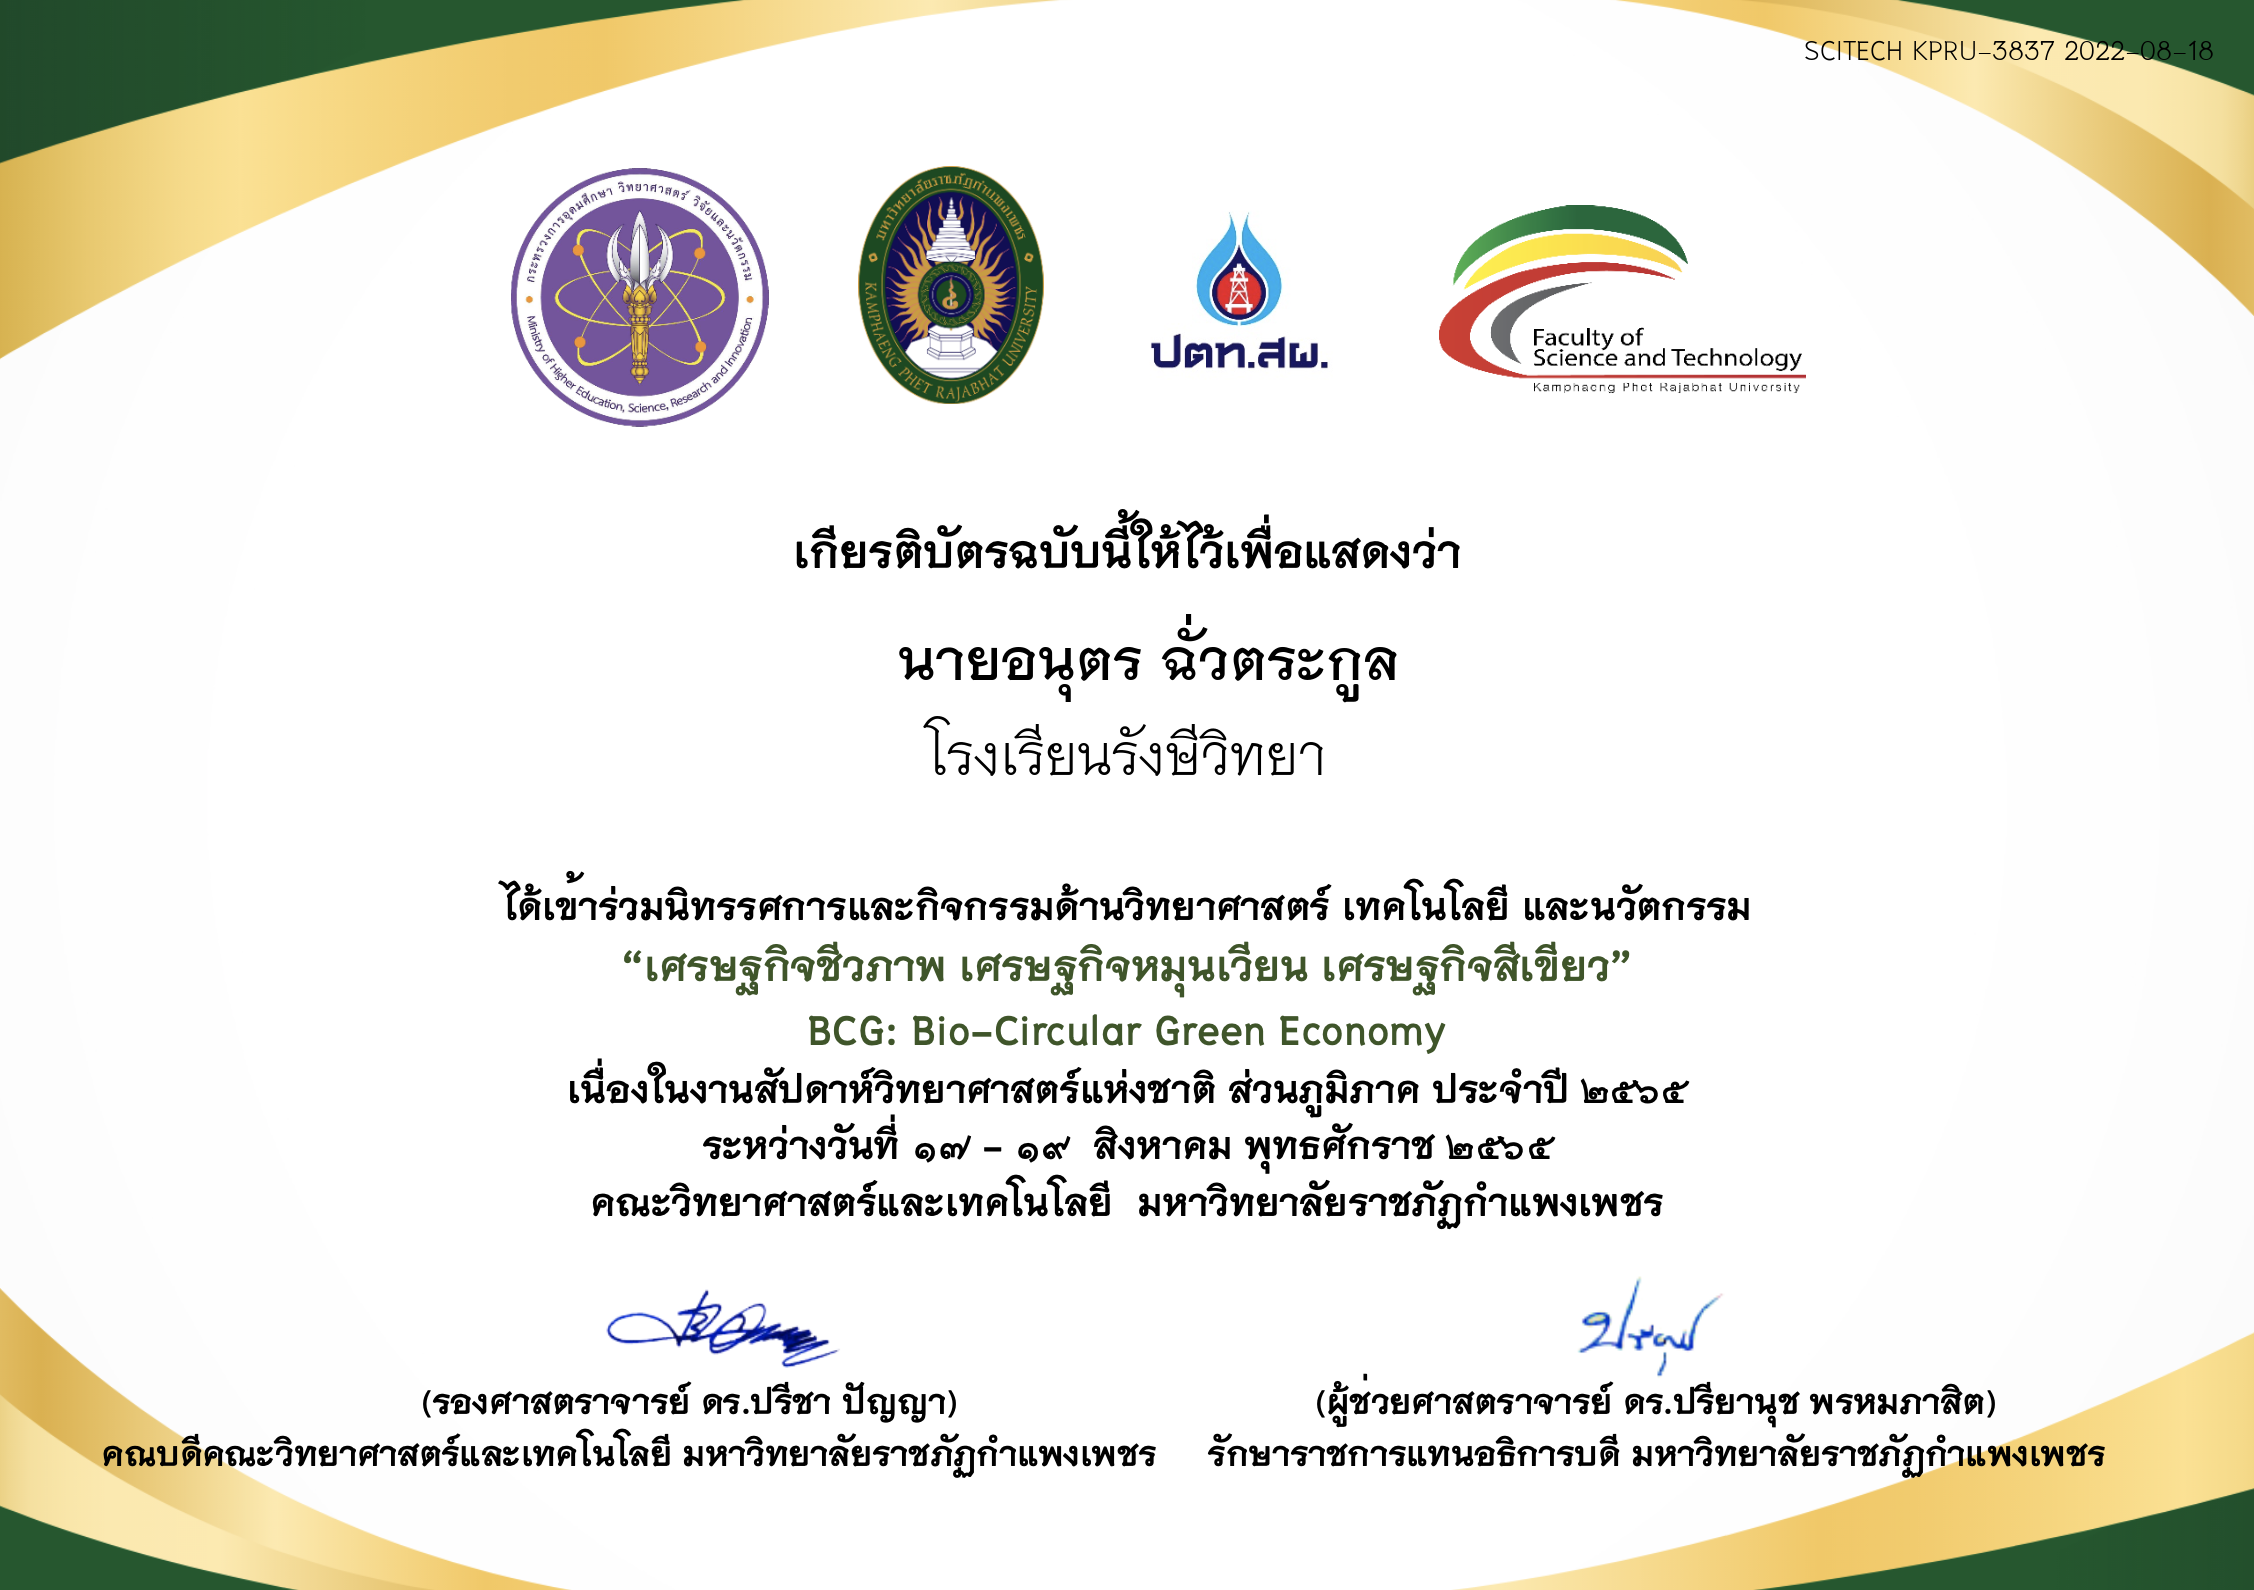 SCITECH KPRU-3837 2022-08-18
กระทรวงการอุดมศึกษา วิทยาศาสตร์ วิจัยและนวัตกรรม
Ministry of Higher Education, Science, Research and Innovation
มหาวิทยาลัยราชภัฏกำแพงเพชร
KAMPHAENG PHET RAJABHAT UNIVERSITY
ปตท.สผ.
Faculty of
Science and Technology
Kamphaeng Phet Rajabhat University
เกียรติบัตรฉบับนี้ให้ไว้เพื่อแสดงว่า
นายอนุตร ฉั่วตระกูล
โรงเรียนรังษีวิทยา
ได้เข้าร่วมนิทรรศการและกิจกรรมด้านวิทยาศาสตร์ เทคโนโลยี และนวัตกรรม
“เศรษฐกิจชีวภาพ เศรษฐกิจหมุนเวียน เศรษฐกิจสีเขียว”
BCG: Bio-Circular Green Economy
เนื่องในงานสัปดาห์วิทยาศาสตร์แห่งชาติ ส่วนภูมิภาค ประจำปี ๒๕๖๕
ระหว่างวันที่ ๑๗ - ๑๙ สิงหาคม พุทธศักราช ๒๕๖๕
คณะวิทยาศาสตร์และเทคโนโลยี มหาวิทยาลัยราชภัฏกำแพงเพชร
(รองศาสตราจารย์ ดร.ปรีชา ปัญญา)
คณบดีคณะวิทยาศาสตร์และเทคโนโลยี มหาวิทยาลัยราชภัฏกำแพงเพชร
(ผู้ช่วยศาสตราจารย์ ดร.ปรียานุช พรหมภาสิต)
รักษาราชการแทนอธิการบดี มหาวิทยาลัยราชภัฏกำแพงเพชร